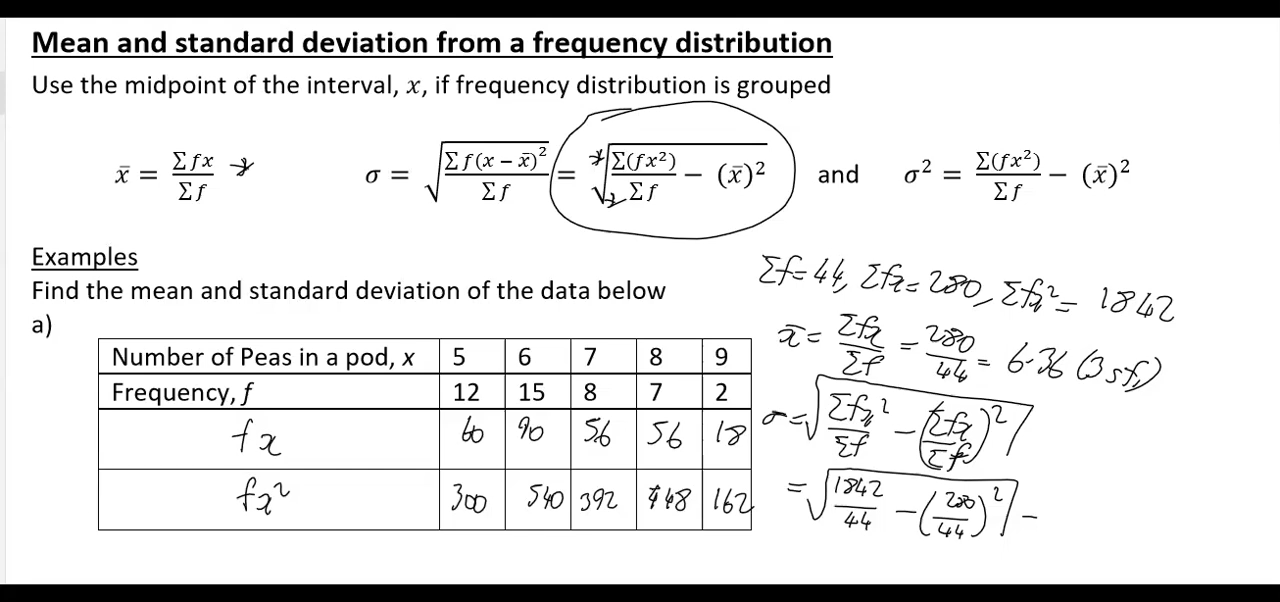 Mean and standard deviation from a frequency distribution
Use the midpoint of the interval, x, if frequency distribution is grouped
x̄ = Σfx / Σf *   σ = √(Σf(x − x̄)² / Σf) = √(Σ(fx²) / Σf − (x̄)²)   and   σ² = Σ(fx²) / Σf − (x̄)²
Examples
Find the mean and standard deviation of the data below
a)
Number of Peas in a pod, x 5 6 7 8 9
Frequency, f 12 15 8 7 2
fx 60 90 56 56 18
fx² 300 540 392 448 162
Σf=44, Σfx=280, Σfx²= 1842
x̄ = Σfx / Σf = 280 / 44 = 6.36 (3sf)
σ = √(Σfx² / Σf − (Σfx / Σf)²)
= √(1842 / 44 − (280 / 44)²) =